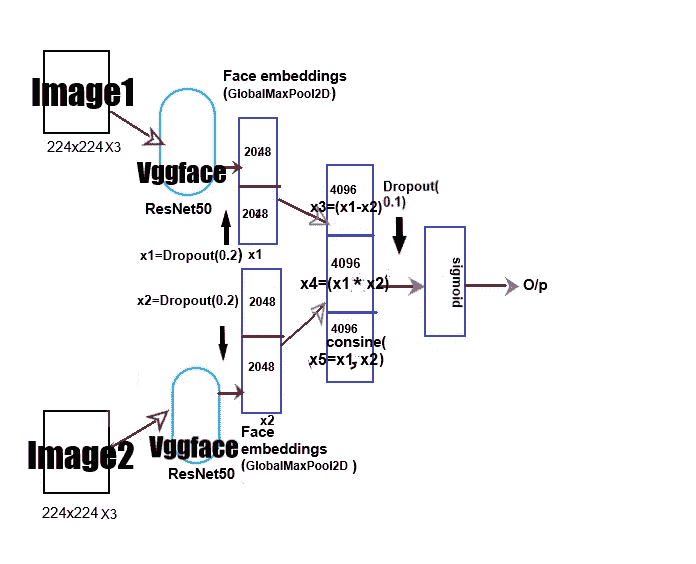 Image1
224x224 X3
Vggface
ResNet50
Face embeddings
(GlobalMaxPool2D)
2048
2048
x1=Dropout(0.2) x1
x2=Dropout(0.2)
2048
2048
x2
Image2
224x224 X3
Vggface
ResNet50
Face
embeddings
(GlobalMaxPool2D )
4096
x3=(x1-x2)
4096
x4=(x1 * x2)
4096
consine(
x5=x1, x2)
Dropout(
0.1)
sigmoid
O/p